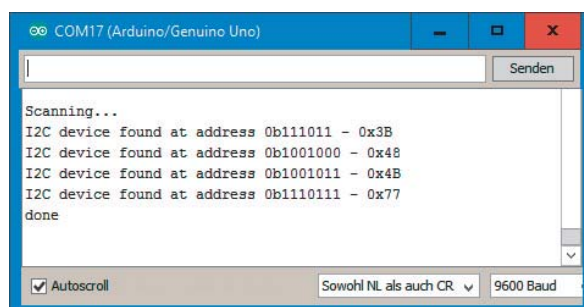 COM17 (Arduino/Genuino Uno)
Senden
Scanning...
I2C device found at address 0b111011 - 0x3B
I2C device found at address 0b1001000 - 0x48
I2C device found at address 0b1001011 - 0x4B
I2C device found at address 0b1110111 - 0x77
done
Autoscroll
Sowohl NL als auch CR
9600 Baud